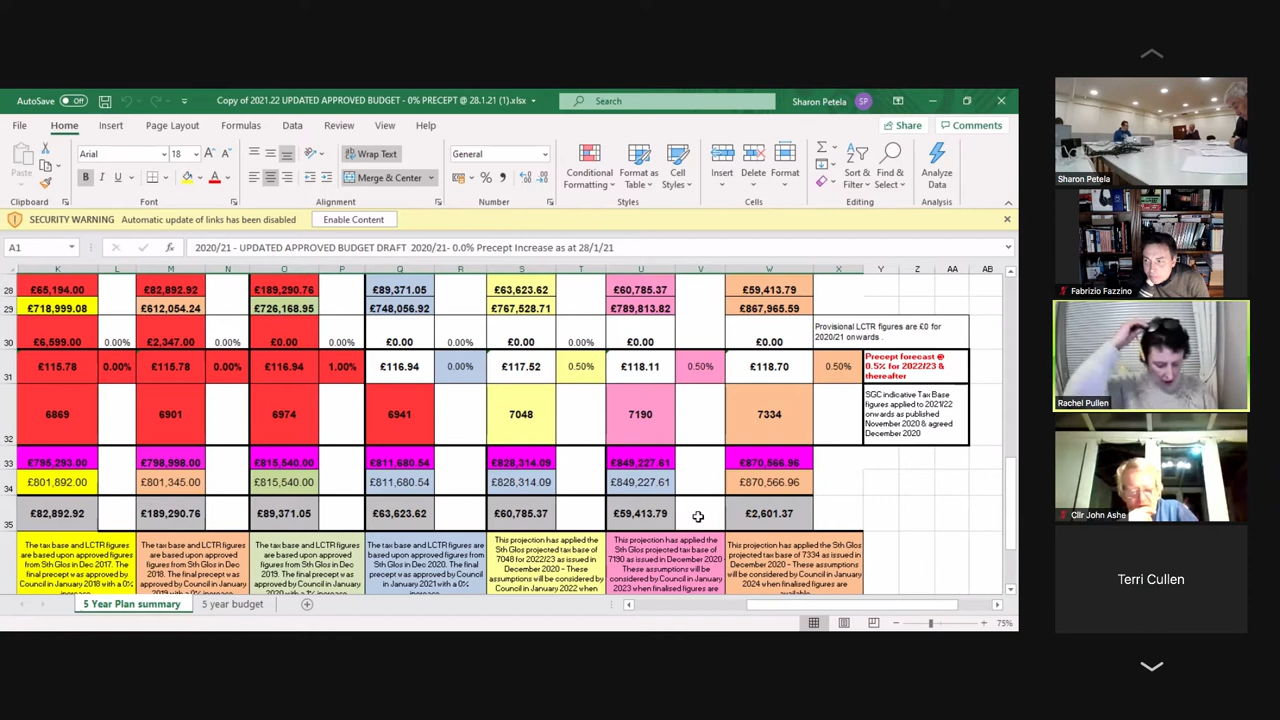 AutoSave Off
Copy of 2021.22 UPDATED APPROVED BUDGET - 0% PRECEPT @ 28.1.21 (1).xlsx
Search
Sharon Petela SP
File Home Insert Page Layout Formulas Data Review View Help
Share Comments
Paste
Arial 18
Wrap Text
General
B I U
Merge & Center
Conditional Formatting
Format as Table
Cell Styles
Insert Delete Format
Sort & Filter
Find & Select
Analyze Data
Clipboard Font Alignment Number Styles Cells Editing Analysis
SECURITY WARNING Automatic update of links has been disabled Enable Content
A1 fx 2020/21 - UPDATED APPROVED BUDGET DRAFT 2020/21- 0.0% Precept Increase as at 28/1/21
K L M N O P Q R S T U V W X Y Z AA AB
28 £65,194.00 £82,892.92 £189,290.76 £89,371.05 £63,623.62 £60,785.37 £59,413.79
29 £718,999.08 £612,054.24 £726,168.95 £748,056.92 £767,528.71 £789,813.82 £867,965.59
30 £6,599.00 0.00% £2,347.00 0.00% £0.00 0.00% £0.00 0.00% £0.00 £0.00 £0.00
Provisional LCTR figures are £0 for
2020/21 onwards .
31 £115.78 0.00% £115.78 0.00% £116.94 1.00% £116.94 0.00% £117.52 0.50% £118.11 0.50% £118.70 0.50%
Precept forecast @
0.5% for 2022/23 &
thereafter
32 6869 6901 6974 6941 7048 7190 7334
SGC indicative Tax Base
figures applied to 2021/22
onwards as published
November 2020 & agreed
December 2020
33 £795,293.00 £798,998.00 £815,540.00 £811,680.54 £828,314.09 £849,227.61 £870,566.96
34 £801,892.00 £801,345.00 £815,540.00 £811,680.54 £828,314.09 £849,227.61 £870,566.96
35 £82,892.92 £189,290.76 £89,371.05 £63,623.62 £60,785.37 £59,413.79 £2,601.37
The tax base and LCTR figures
are based upon approved
figures from Sth Glos in Dec 2017. The
final precept was approved by
Council in January 2018 with a 0%
The tax base and LCTR figures
are based upon approved
figures from Sth Glos in Dec
2018. The final precept was
approved by Council in January
The tax base and LCTR figures
are based upon approved
figures from Sth Glos in Dec
2019. The final precept was
approved by Council in January
The tax base and LCTR figures are
based upon approved figures from
Sth Glos in Dec 2020. The final
precept was approved by Council in
January 2021 with a 0%
This projection has applied the
Sth Glos projected tax base of
7048 for 2022/23 as issued in
December 2020 – These
assumptions will be considered by
Council in January 2022 when
This projection has applied the
Sth Glos projected tax base of
7190 as issued in December 2020
– These assumptions will be
considered by Council in January
2023 when finalised figures are
This projection has applied the Sth Glos
projected tax base of 7334 as issued in
December 2020 – These assumptions will
be considered by Council in January
2024 when finalised figures are
available
5 Year Plan summary 5 year budget
75%
Sharon Petela
Fabrizio Fazzino
Rachel Pullen
Cllr John Ashe
Terri Cullen